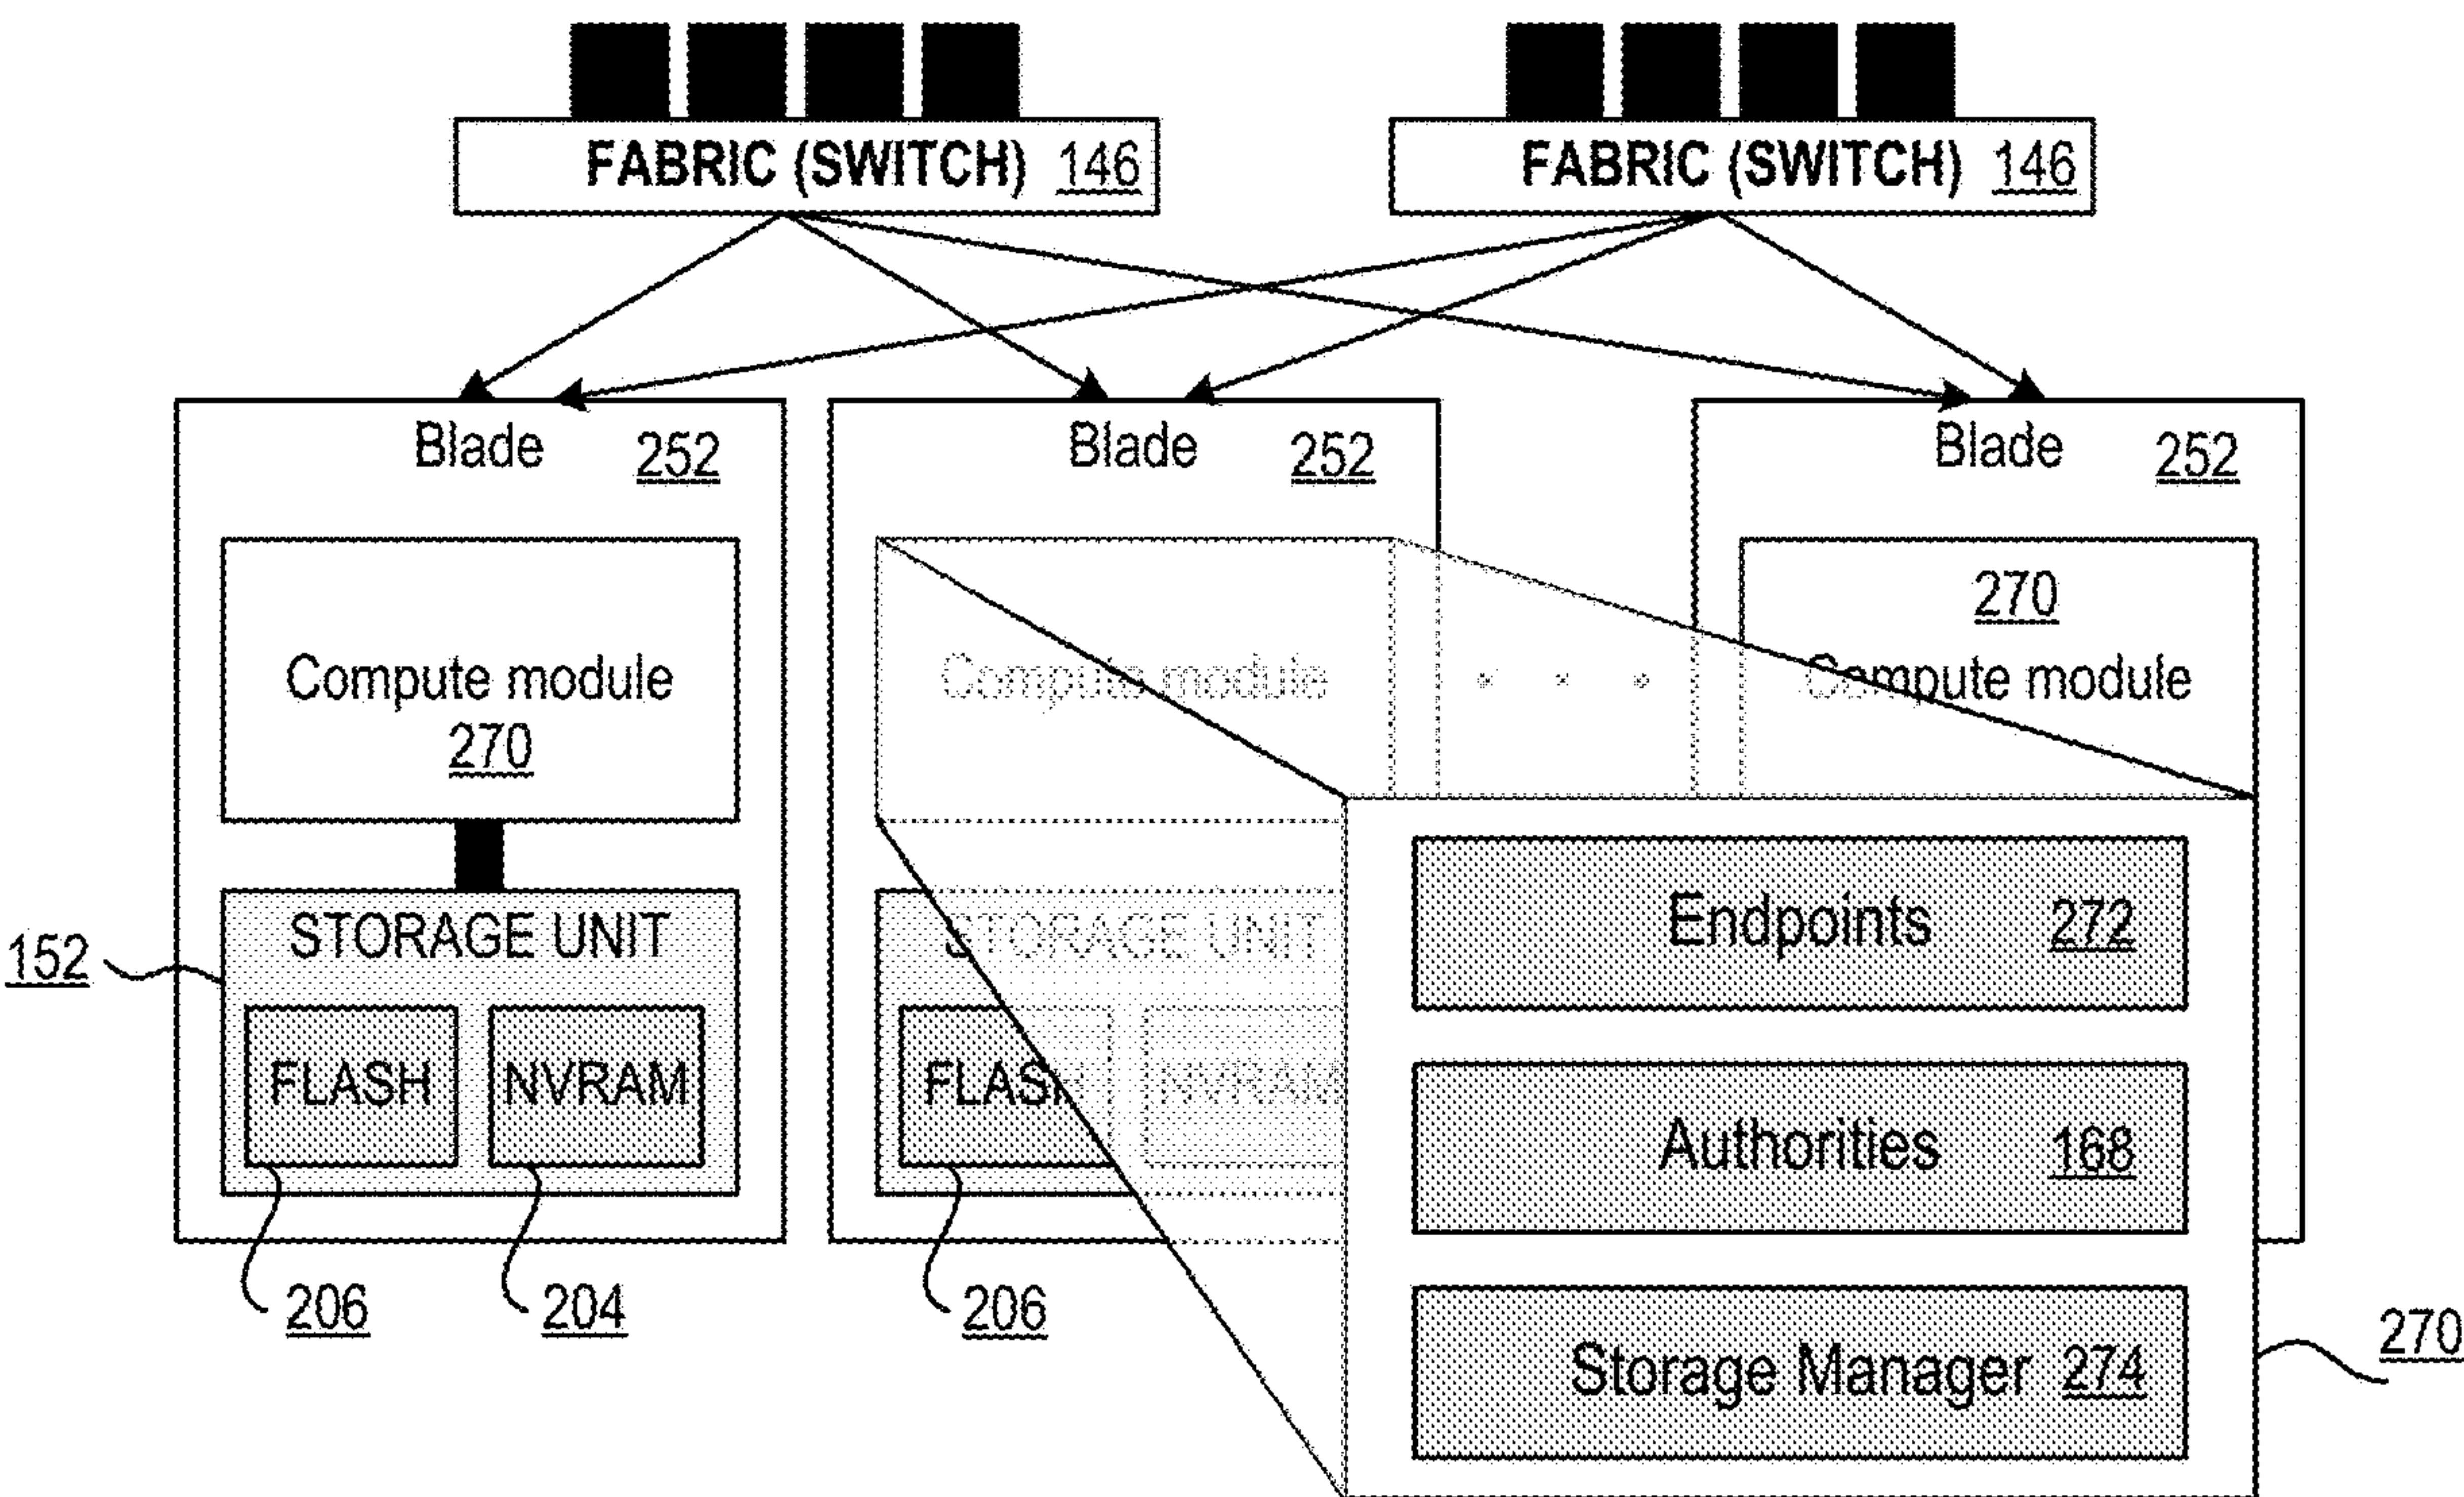 FABRIC (SWITCH) 146
FABRIC (SWITCH) 146
Blade 252
Blade 252
Blade 252
Compute module
270
Compute module
270
Compute module
. . .
STORAGE UNIT
152
FLASH
NVRAM
206
204
STORAGE UNIT
FLASH
NVRAM
206
Endpoints 272
Authorities 168
Storage Manager 274
270